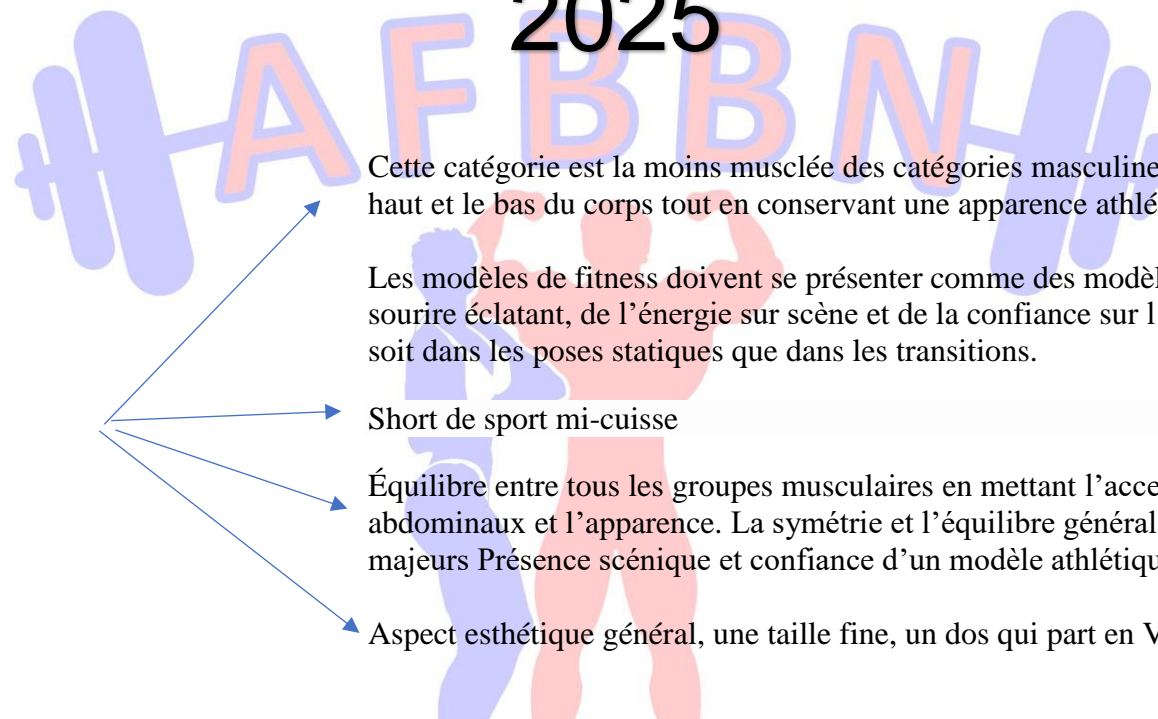 2025
AFBBN
Cette catégorie est la moins musclée des catégories masculine
haut et le bas du corps tout en conservant une apparence athlé
Les modèles de fitness doivent se présenter comme des modèl
sourire éclatant, de l’énergie sur scène et de la confiance sur l
soit dans les poses statiques que dans les transitions.
Short de sport mi-cuisse
Équilibre entre tous les groupes musculaires en mettant l’acce
abdominaux et l’apparence. La symétrie et l’équilibre général
majeurs Présence scénique et confiance d’un modèle athlétiqu
Aspect esthétique général, une taille fine, un dos qui part en V